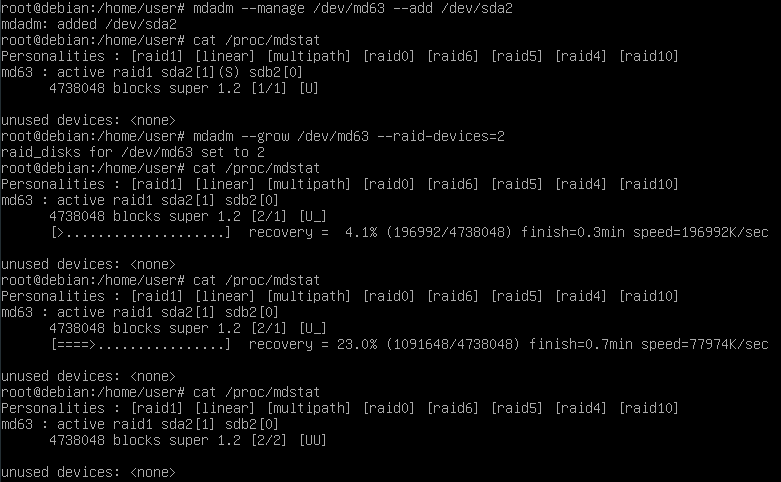 root@debian:/home/user# mdadm --manage /dev/md63 --add /dev/sda2
mdadm: added /dev/sda2
root@debian:/home/user# cat /proc/mdstat
Personalities : [raid1] [linear] [multipath] [raid0] [raid6] [raid5] [raid4] [raid10]
md63 : active raid1 sda2[1](S) sdb2[0]
      4738048 blocks super 1.2 [1/1] [U]

unused devices: <none>
root@debian:/home/user# mdadm --grow /dev/md63 --raid-devices=2
raid_disks for /dev/md63 set to 2
root@debian:/home/user# cat /proc/mdstat
Personalities : [raid1] [linear] [multipath] [raid0] [raid6] [raid5] [raid4] [raid10]
md63 : active raid1 sda2[1] sdb2[0]
      4738048 blocks super 1.2 [2/1] [U_]
      [>....................]  recovery =  4.1% (196992/4738048) finish=0.3min speed=196992K/sec

unused devices: <none>
root@debian:/home/user# cat /proc/mdstat
Personalities : [raid1] [linear] [multipath] [raid0] [raid6] [raid5] [raid4] [raid10]
md63 : active raid1 sda2[1] sdb2[0]
      4738048 blocks super 1.2 [2/1] [U_]
      [====>................]  recovery = 23.0% (1091648/4738048) finish=0.7min speed=77974K/sec

unused devices: <none>
root@debian:/home/user# cat /proc/mdstat
Personalities : [raid1] [linear] [multipath] [raid0] [raid6] [raid5] [raid4] [raid10]
md63 : active raid1 sda2[1] sdb2[0]
      4738048 blocks super 1.2 [2/2] [UU]

unused devices: <none>